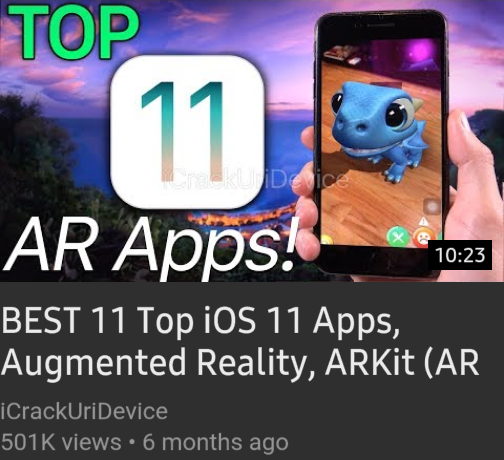 TOP
11
iCrackUriDevice
AR Apps!
10:23
BEST 11 Top iOS 11 Apps,
Augmented Reality, ARKit (AR
iCrackUriDevice
501K views • 6 months ago